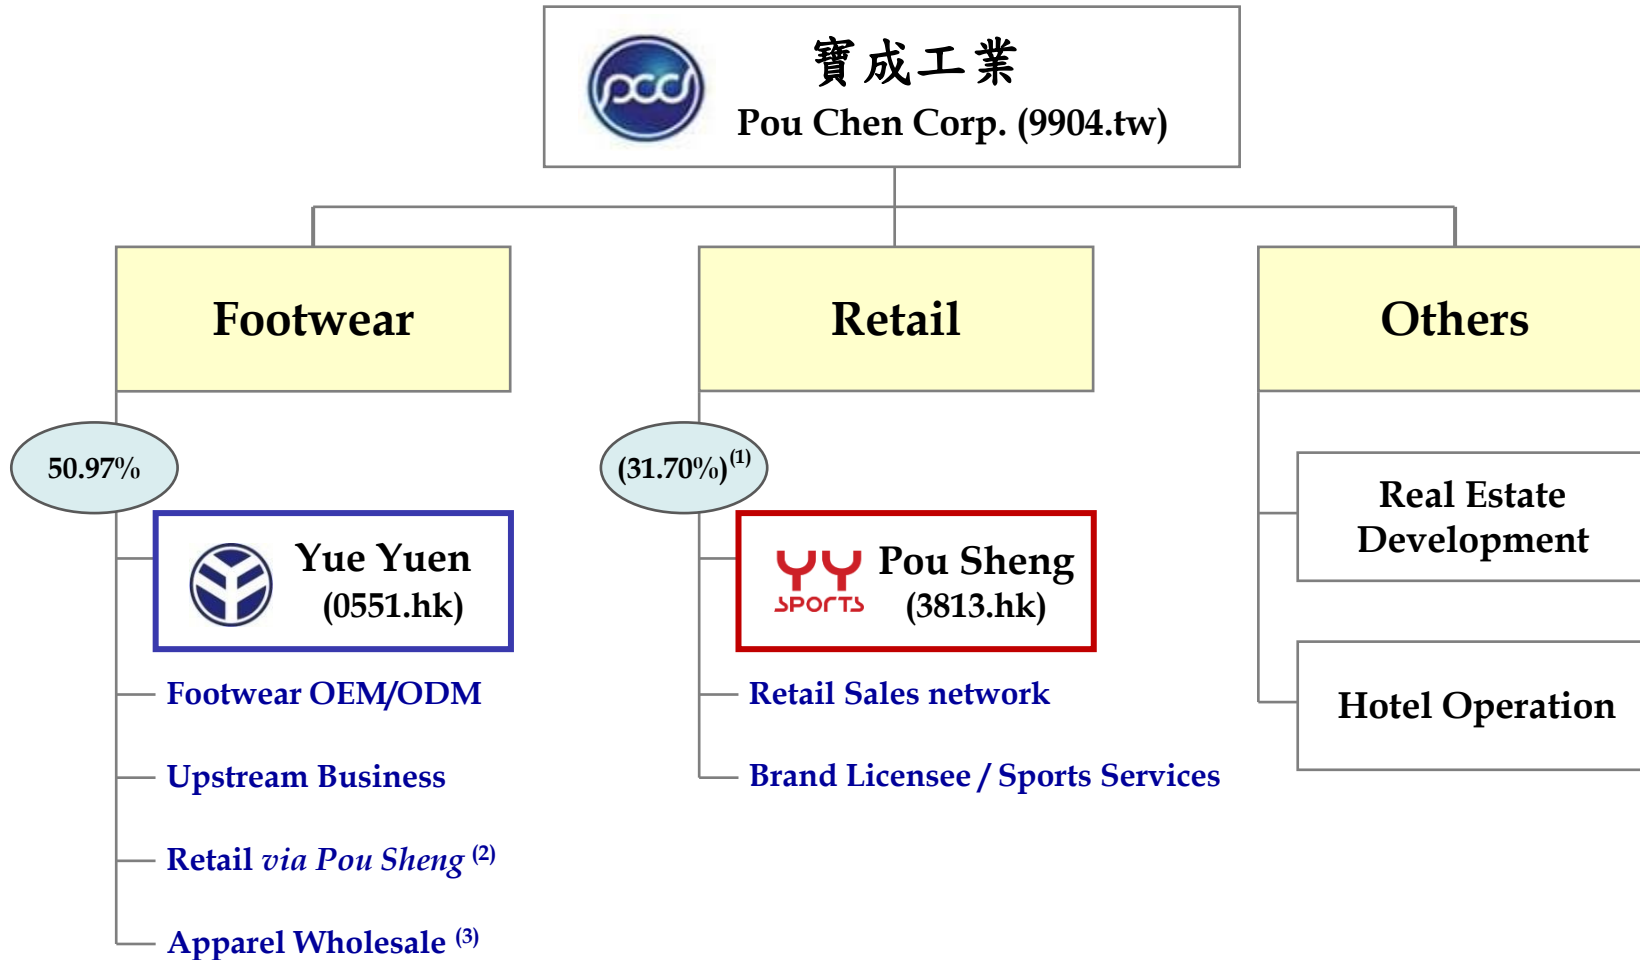 pcc
寶成工業
Pou Chen Corp. (9904.tw)
Footwear
Retail
Others
50.97%
Yue Yuen
(0551.hk)
Footwear OEM/ODM
Upstream Business
Retail via Pou Sheng (2)
Apparel Wholesale (3)
(31.70%)(1)
YY
SPORTS
Pou Sheng
(3813.hk)
Retail Sales network
Brand Licensee / Sports Services
Real Estate
Development
Hotel Operation